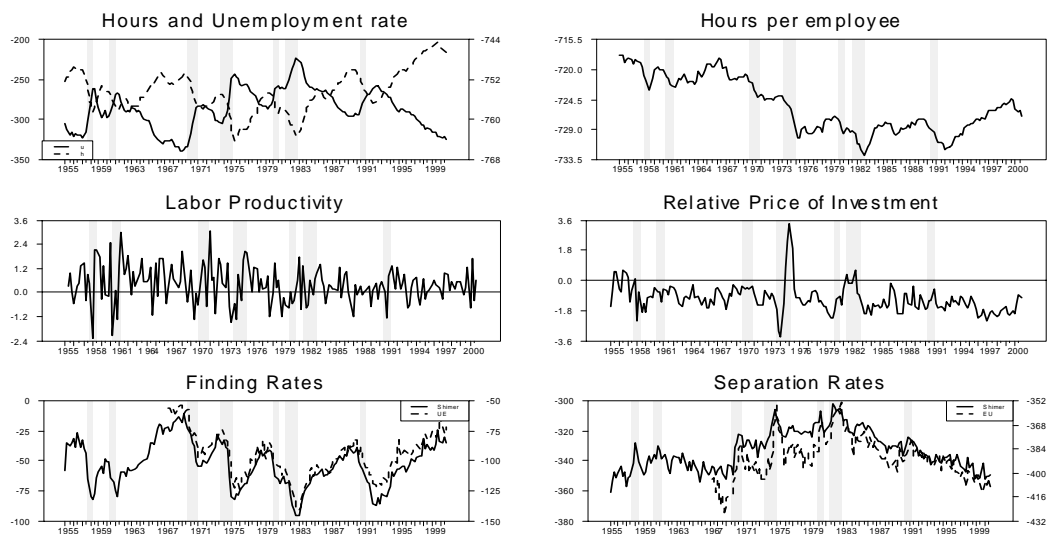 Hours and Unemployment rate
-200
-250
-300
-350
-744
-752
-760
-768
u
h
1955 1959 1963 1967 1971 1975 1979 1983 1987 1991 1995 1999
Hours per employee
-715.5
-720.0
-724.5
-729.0
-733.5
1955 1958 1961 1964 1967 1970 1973 1976 1979 1982 1985 1988 1991 1994 1997 2000
Labor Productivity
3.6
2.4
1.2
0.0
-1.2
-2.4
1955 1958 1961 1964 1967 1970 1973 1976 1979 1982 1985 1988 1991 1994 1997 2000
Relative Price of Investment
3.6
1.8
0.0
-1.8
-3.6
1955 1958 1961 1964 1967 1970 1973 1976 1979 1982 1985 1988 1991 1994 1997 2000
Finding Rates
0
-25
-50
-75
-100
-50
-75
-100
-125
-150
Shimer
UE
1955 1959 1963 1967 1971 1975 1979 1983 1987 1991 1995 1999
Separation Rates
-300
-320
-340
-360
-380
-352
-368
-384
-400
-416
-432
Shimer
EU
1955 1959 1963 1967 1971 1975 1979 1983 1987 1991 1995 1999